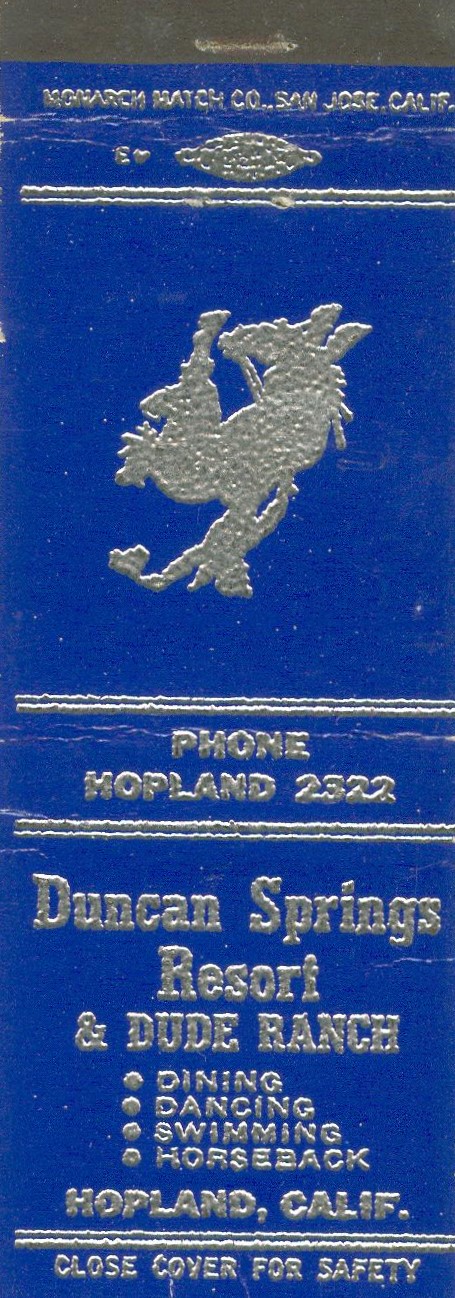 MONARCH MATCH CO., SAN JOSE, CALIF.
PHONE
HOPLAND 2322
Duncan Springs
Resort
& DUDE RANCH
• DINING
• DANCING
• SWIMMING
• HORSEBACK
HOPLAND, CALIF.
CLOSE COVER FOR SAFETY